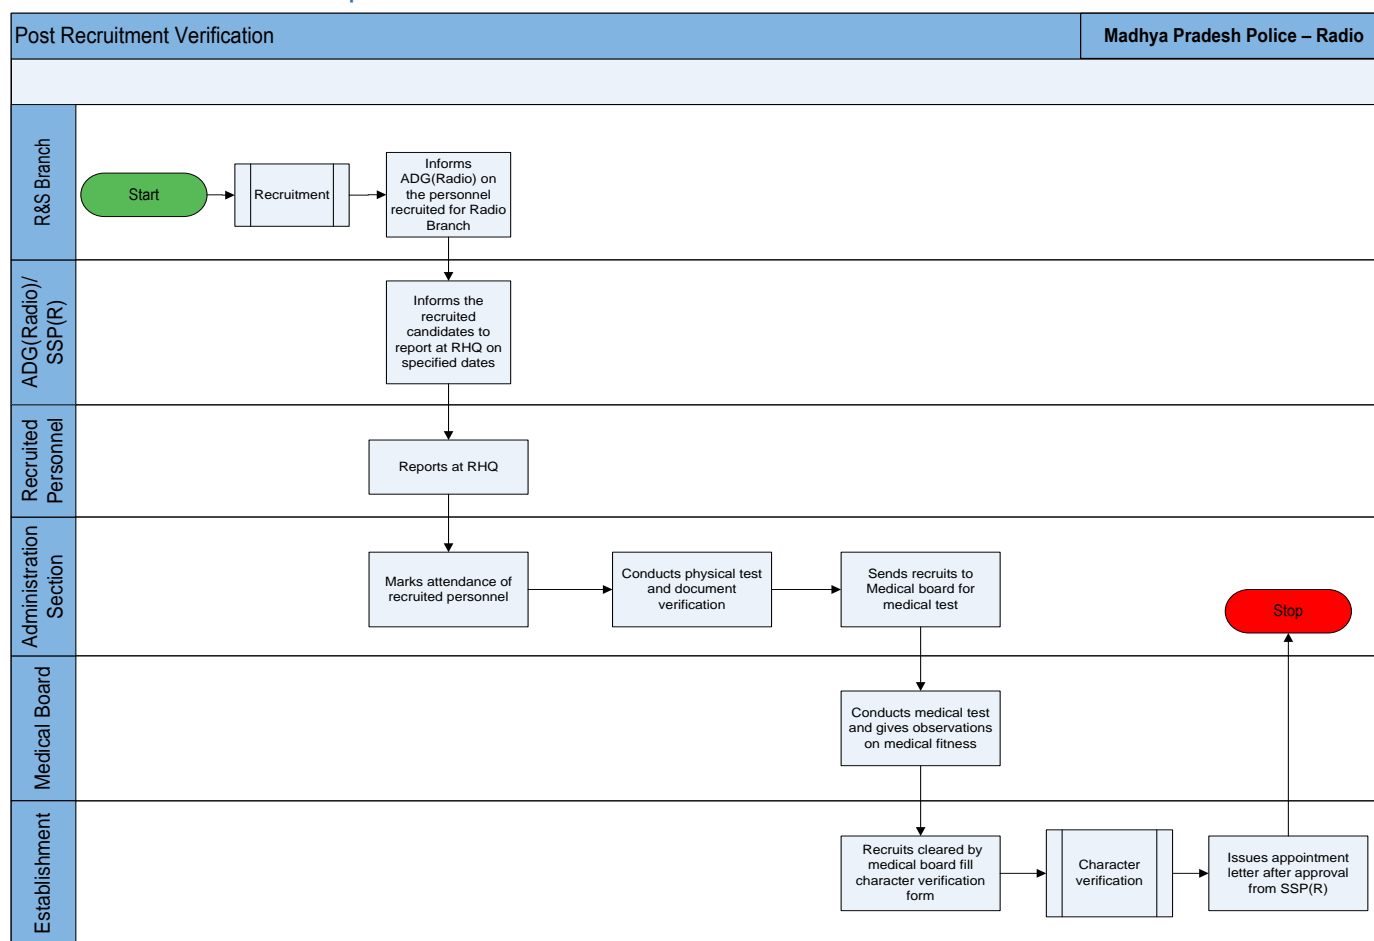 Post Recruitment Verification
Madhya Pradesh Police – Radio
R&S Branch
Start
Recruitment
Informs
ADG(Radio) on
the personnel
recruited for Radio
Branch
ADG(Radio)/
SSP(R)
Informs the
recruited
candidates to
report at RHQ on
specified dates
Recruited
Personnel
Reports at RHQ
Administration
Section
Marks attendance of
recruited personnel
Conducts physical test
and document
verification
Sends recruits to
Medical board for
medical test
Stop
Medical Board
Conducts medical test
and gives observations
on medical fitness
Establishment
Recruits cleared by
medical board fill
character verification
form
Character
verification
Issues appointment
letter after approval
from SSP(R)